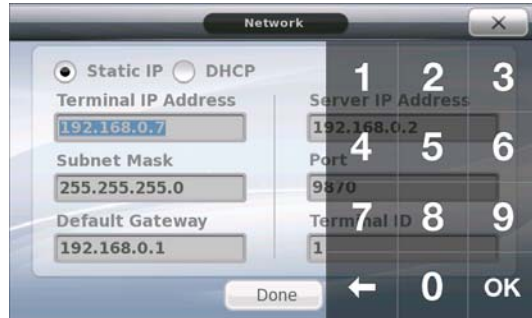 Network
Static IP DHCP
Terminal IP Address
192.168.0.7
Subnet Mask
255.255.255.0
Default Gateway
192.168.0.1
Server IP Address
192.168.0.2
Port
9870
Terminal ID
1
Done
1 2 3
4 5 6
7 8 9
0 OK